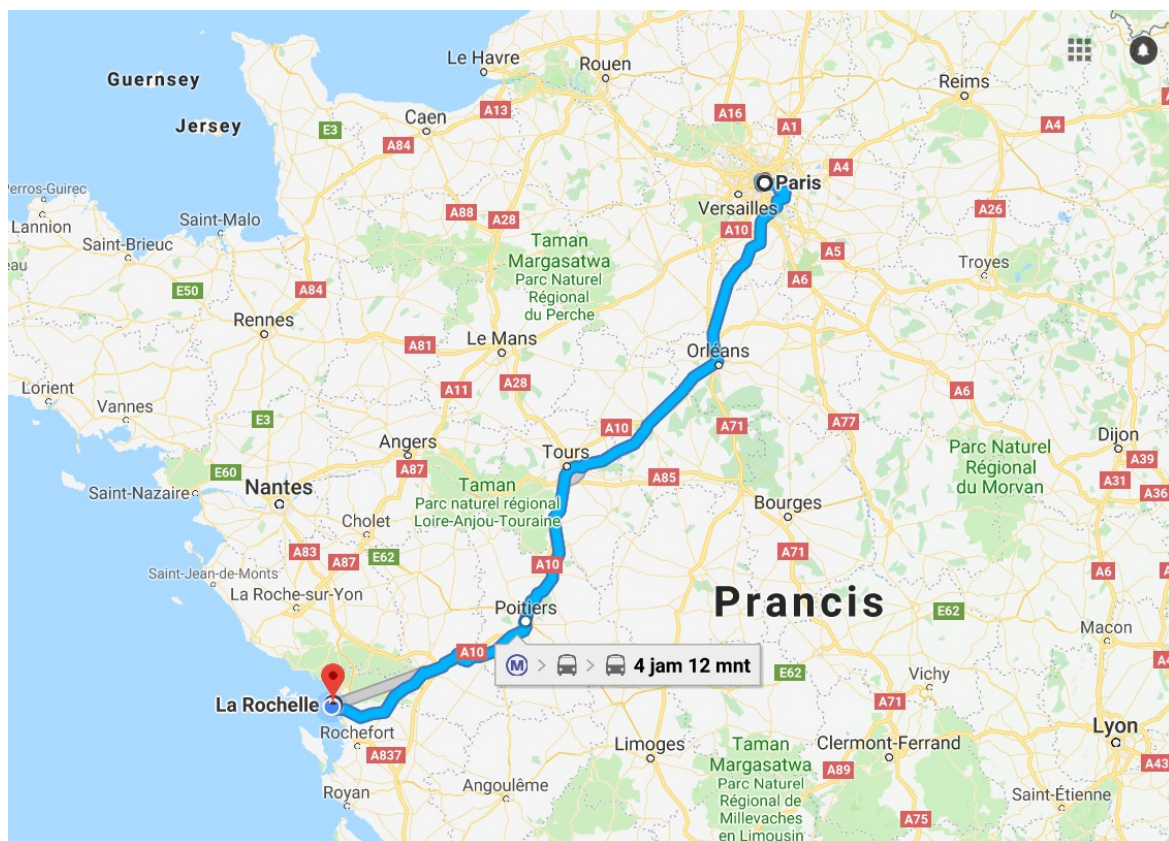 Le Havre
Rouen
Reims
Guernsey
Jersey
Caen
A13
A16
A1
A4
A4
E3
A84
Paris
Versailles
Perros-Guirec
Lannion
Saint-Malo
Saint-Brieuc
A88
A28
A10
A26
A5
A6
Troyes
Taman
Margasatwa
Parc Naturel
Régional
du Perche
E50
A84
Rennes
A81
Le Mans
Orléans
Lorient
Vannes
A11
A28
A6
E3
A10
A71
A77
Angers
Tours
Dijon
A39
A31
A36
E60
A87
A85
Parc Naturel
Régional
du Morvan
Saint-Nazaire
Nantes
Taman
Parc naturel régional
Loire-Anjou-Touraine
Bourges
Cholet
A83
A87
E62
A10
A71
A6
Saint-Jean-de-Monts
La Roche-sur-Yon
Poitiers
Prancis
E62
Macon
A10
M > > 4 jam 12 mnt
E62
Vichy
La Rochelle
A71
Rochefort
A837
Limoges
Clermont-Ferrand
Lyon
Taman
Margasatwa
Parc Naturel
Régional de
Millevaches
en Limousin
A89
A43
Royan
Angoulême
Saint-Étienne
A75